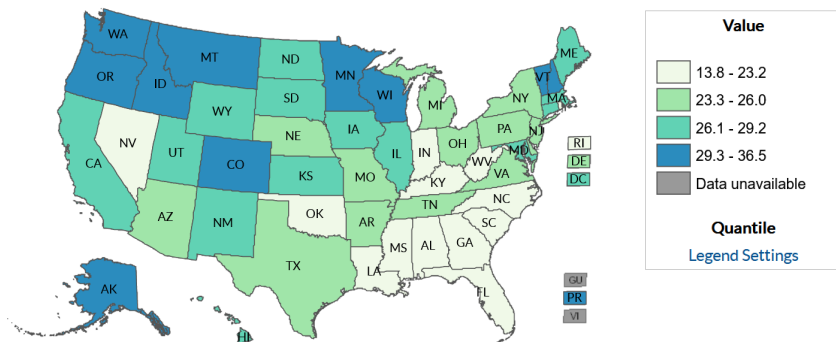 WA
MT
ND
MN
ME
OR
ID
SD
WI
VT
MA
NY
MI
WY
IA
PA
NJ
NE
OH
MD
NV
UT
CO
IL
IN
WV
VA
CA
KS
MO
KY
NC
TN
AZ
NM
OK
AR
SC
MS
AL
GA
TX
LA
FL
AK
HI
RI
DE
DC
GU
PR
VI
Value
13.8 - 23.2
23.3 - 26.0
26.1 - 29.2
29.3 - 36.5
Data unavailable
Quantile
Legend Settings